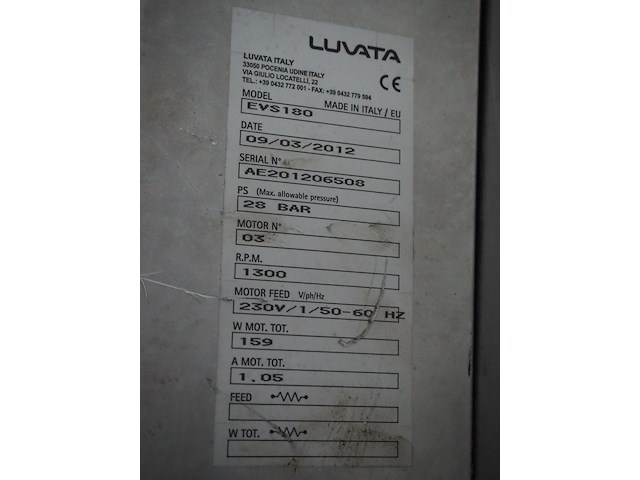 LUVATA
LUVATA ITALY
33050 POCENIA UDINE ITALY
VIA GIULIO LOCATELLI, 22
TEL.: +39 0432 772 001 - FAX: +39 0432 779 594
CE
MODEL MADE IN ITALY / EU
EVS180
DATE
09/03/2012
SERIAL N°
AE201206508
PS (Max. allowable pressure)
28 BAR
MOTOR N°
03
R.P.M.
1300
MOTOR FEED V/ph/Hz
230V/1/50-60 HZ
W MOT. TOT.
159
A MOT. TOT.
1.05
FEED
W TOT.